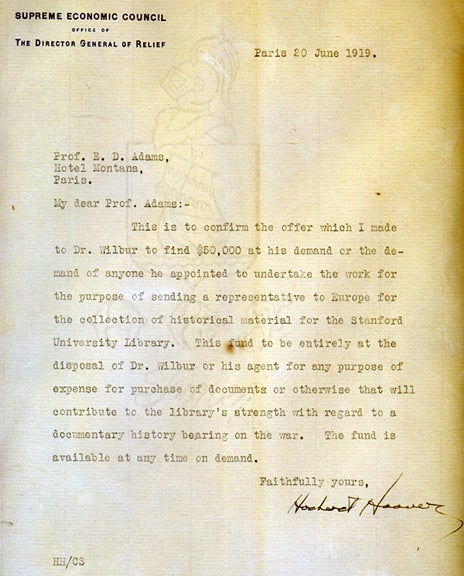 SUPREME ECONOMIC COUNCIL
OFFICE OF
THE DIRECTOR GENERAL OF RELIEF
Paris 20 June 1919.
Prof. E. D. Adams,
Hotel Montana,
Paris.
My dear Prof. Adams:-
This is to confirm the offer which I made
to Dr. Wilbur to find $50,000 at his demand or the de-
mand of anyone he appointed to undertake the work for
the purpose of sending a representative to Europe for
the collection of historical material for the Stanford
University Library. This fund to be entirely at the
disposal of Dr. Wilbur or his agent for any purpose of
expense for purchase of documents or otherwise that will
contribute to the library's strength with regard to a
documentary history bearing on the war. The fund is
available at any time on demand.
Faithfully yours,
Herbert Hoover
HH/CS